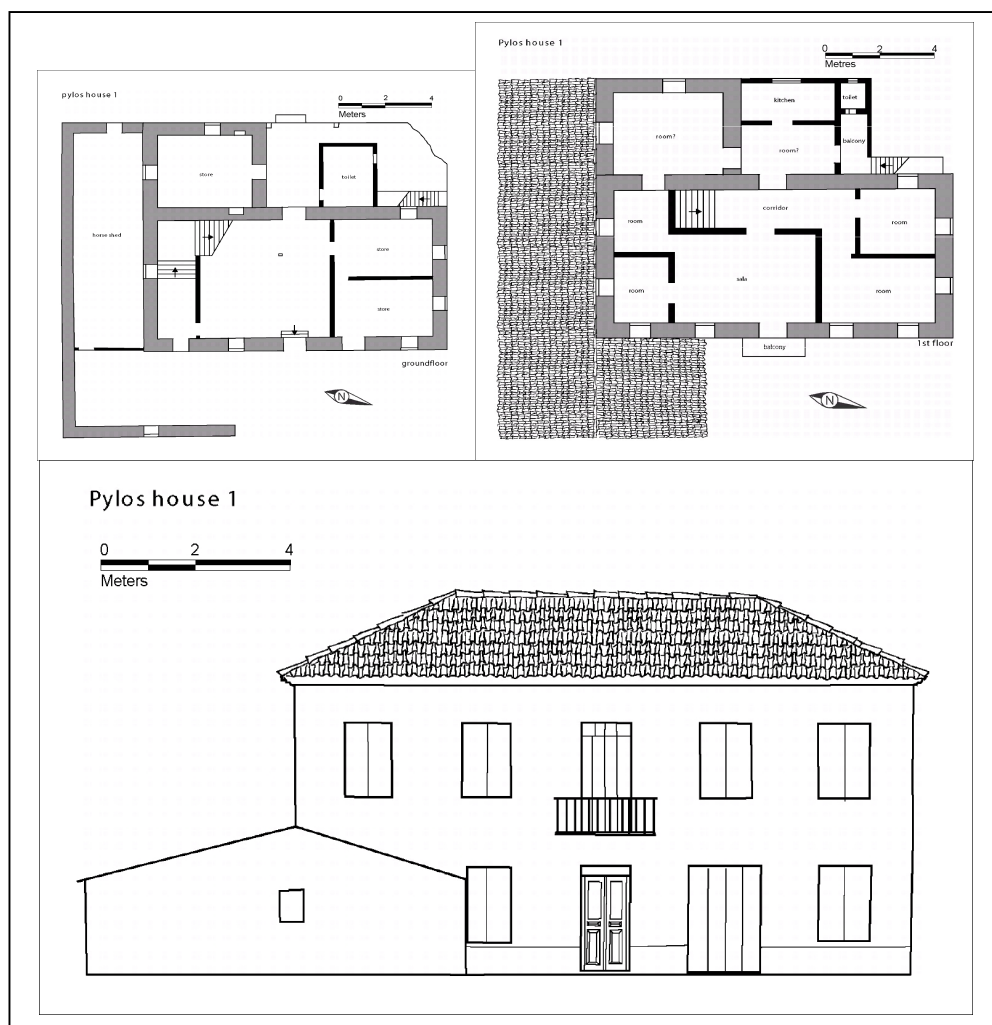 pylos house 1
0 2 4
Meters
store
toilet
horse shed
store
store
groundfloor
N
Pylos house 1
0 2 4
Metres
kitchen
toilet
room?
room?
balcony
corridor
room
room
sala
room
room
balcony
1st floor
N
Pylos house 1
0 2 4
Meters